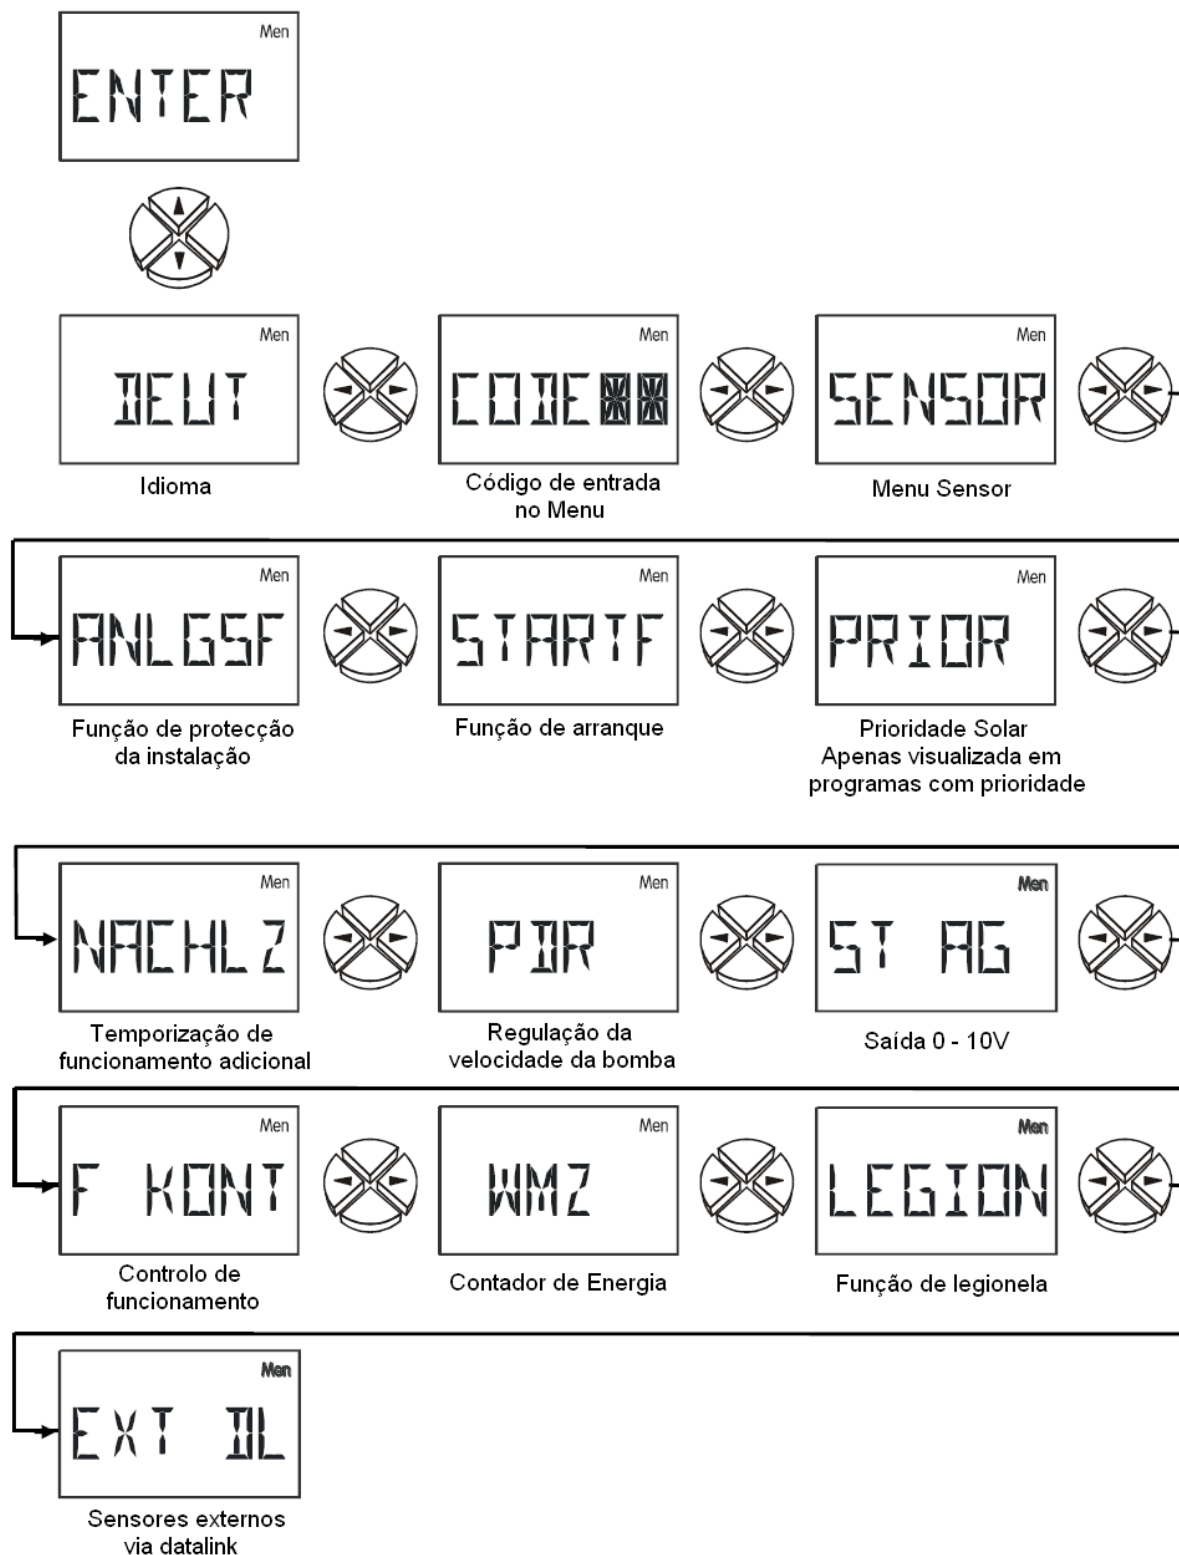 Men
ENTER
Men
DEUT
Idioma
Men
CODE
Código de entrada
no Menu
Men
SENSOR
Menu Sensor
Men
ANLGSF
Função de protecção
da instalação
Men
STARTF
Função de arranque
Men
PRIOR
Prioridade Solar
Apenas visualizada em
programas com prioridade
Men
NACHLZ
Temporização de
funcionamento adicional
Men
PDR
Regulação da
velocidade da bomba
Men
ST AG
Saída 0 - 10V
Men
F KONT
Controlo de
funcionamento
Men
WMZ
Contador de Energia
Men
LEGION
Função de legionela
Men
EXT DL
Sensores externos
via datalink